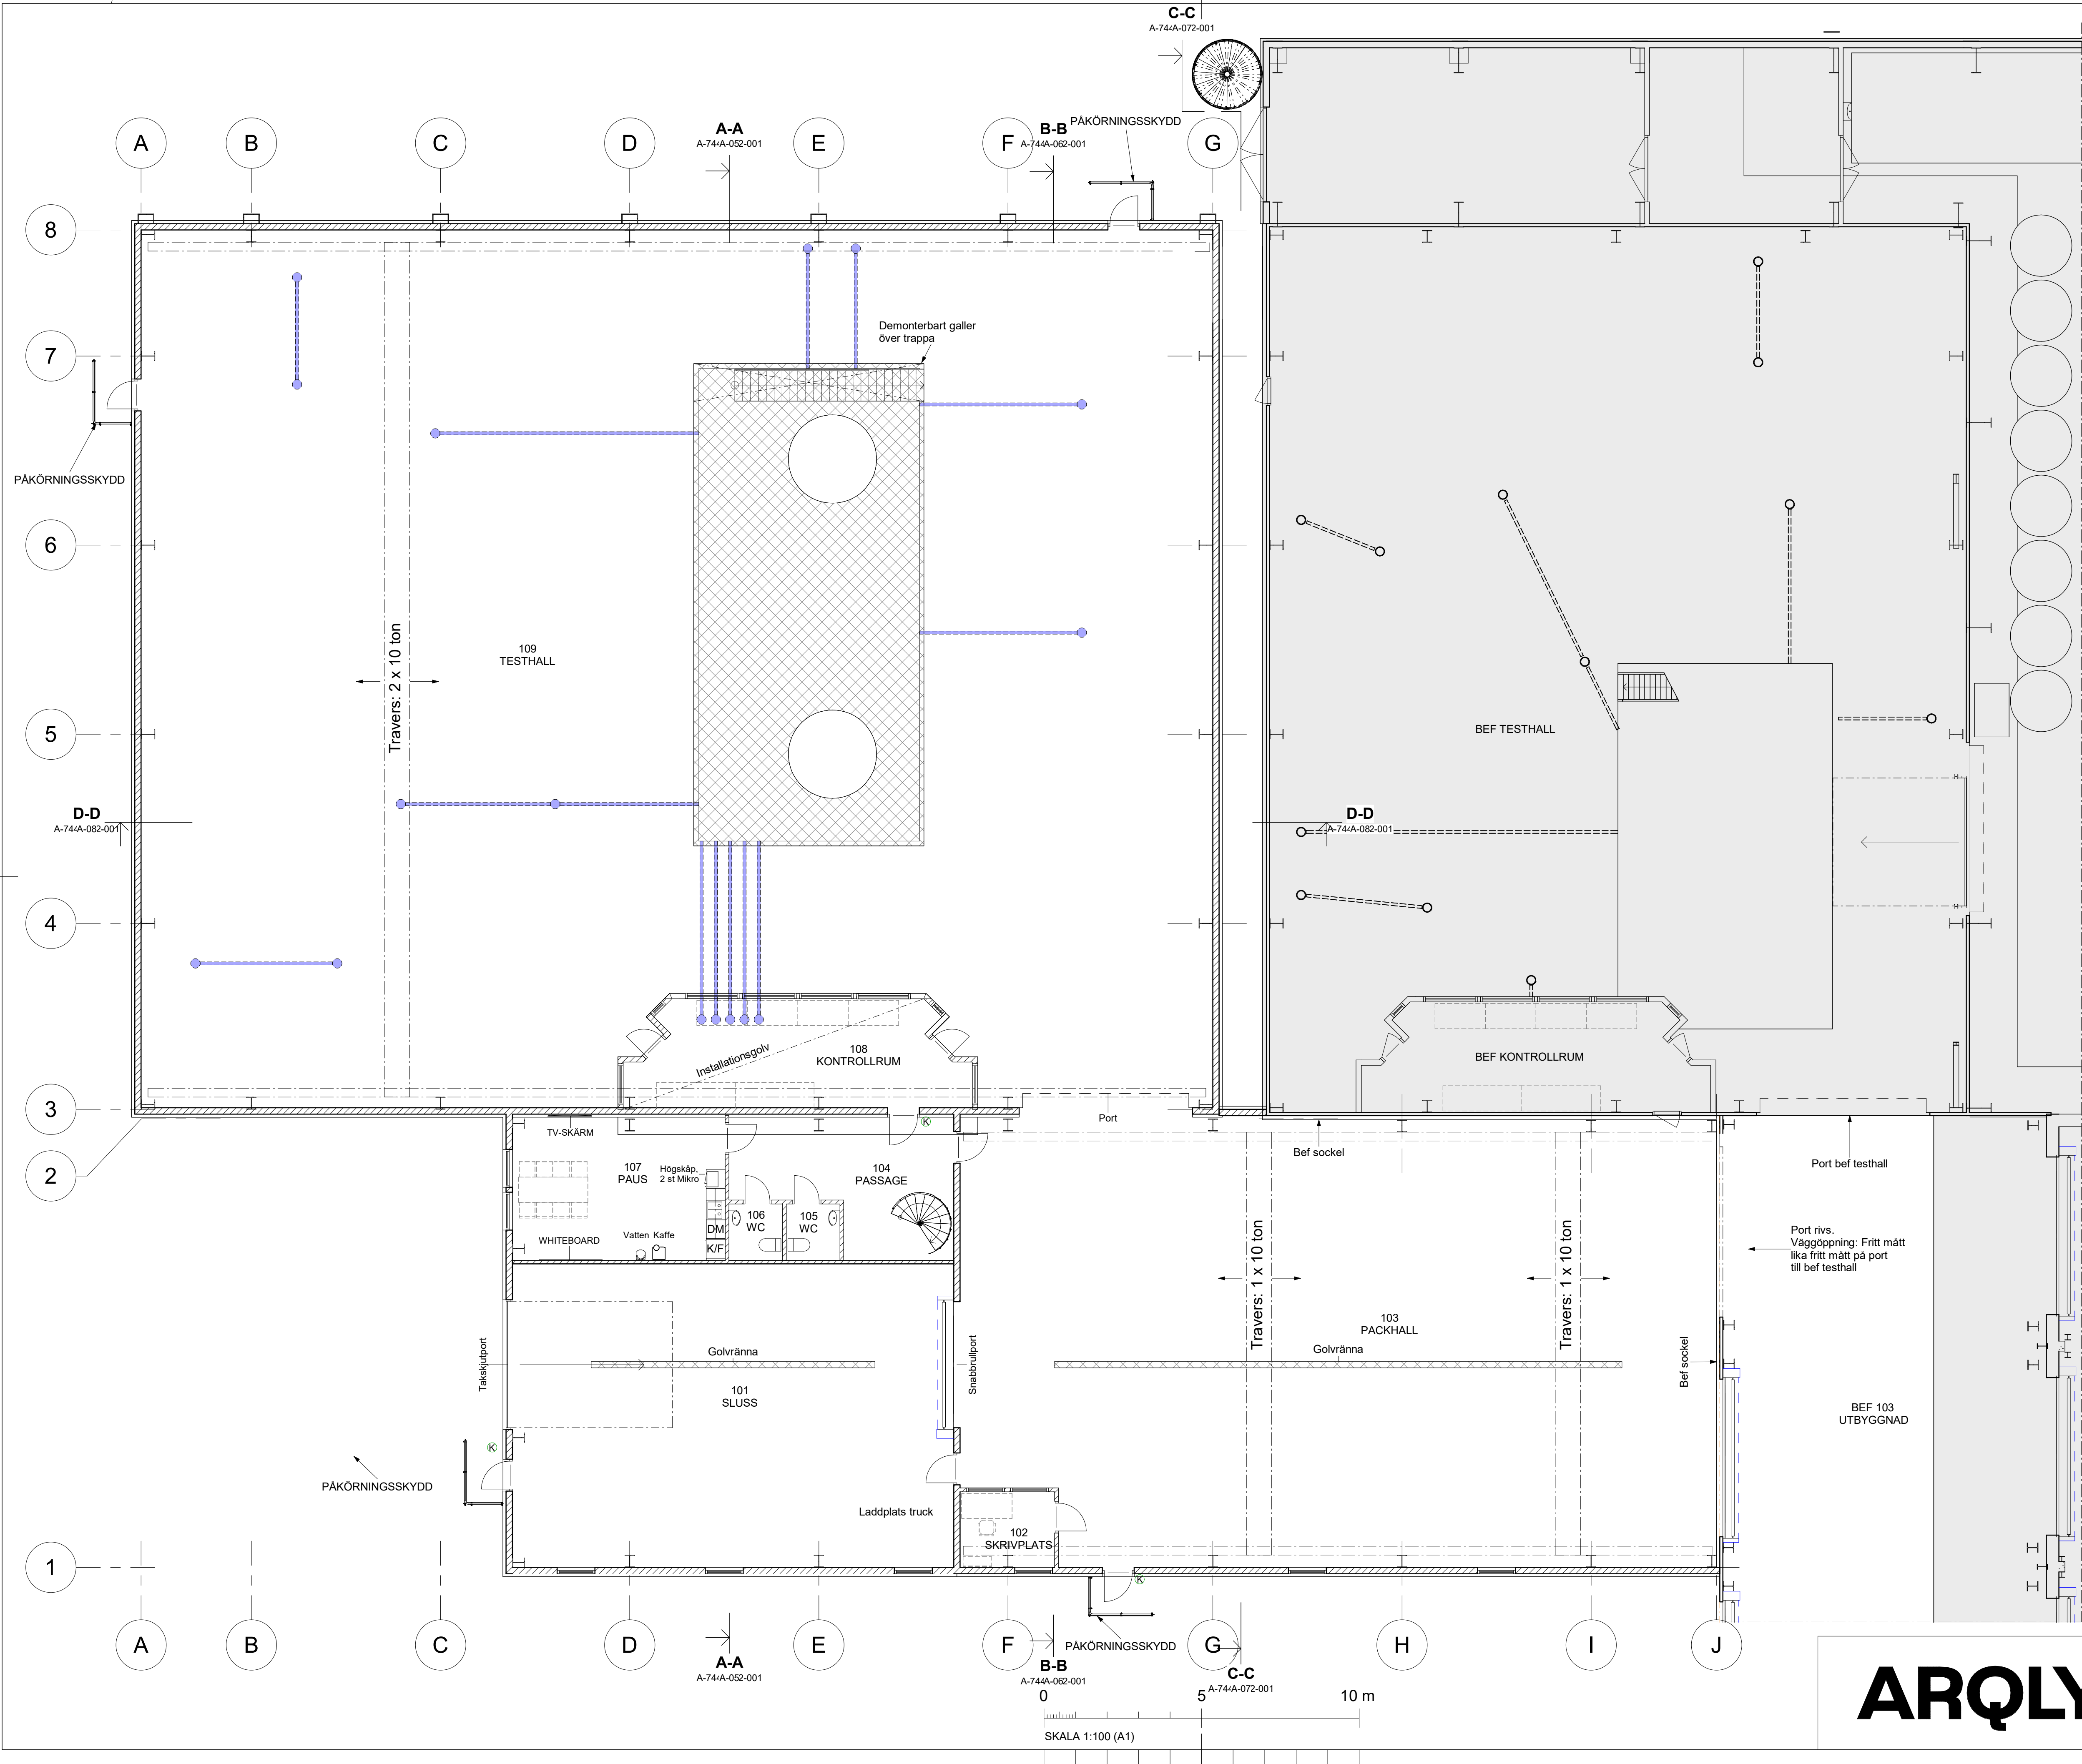 C-C
A-74/A-072-001
PÅKÖRNINGSSKYDD
A
B
C
D
A-A
A-74/A-052-001
E
F
B-B
A-74/A-062-001
G
8
7
6
5
4
3
2
1
Demonterbart galler
över trappa
PÅKÖRNINGSSKYDD
109
TESTHALL
Travers: 2 x 10 ton
BEF TESTHALL
D-D
A-74/A-082-001
D-D
A-74/A-082-001
Installationsgolv
108
KONTROLLRUM
BEF KONTROLLRUM
TV-SKÄRM
K
Port
Bef sockel
Port bef testhall
107
PAUS
Högskåp,
2 st Mikro
104
PASSAGE
106
WC
105
WC
DM
K/F
WHITEBOARD
Vatten
Kaffe
Travers: 1 x 10 ton
Travers: 1 x 10 ton
Port rivs.
Väggöppning: Fritt mått
lika fritt mått på port
till bef testhall
103
PACKHALL
Takskjutport
Golvränna
Snabbrullport
Golvränna
Bef sockel
101
SLUSS
BEF 103
UTBYGGNAD
K
PÅKÖRNINGSSKYDD
Laddplats truck
102
SKRIVPLATS
K
A
B
C
D
E
F
G
H
I
J
PÅKÖRNINGSSKYDD
A-A
A-74/A-052-001
B-B
A-74/A-062-001
C-C
A-74/A-072-001
0
5
10 m
SKALA 1:100 (A1)
ARQLY